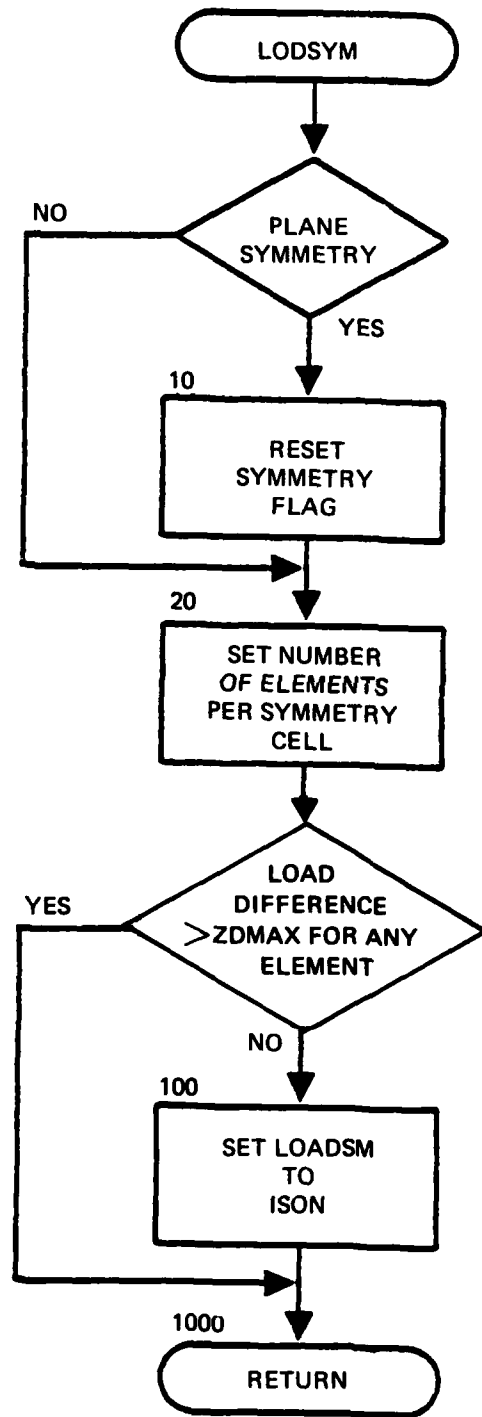 LODSYM
NO
PLANE
SYMMETRY
YES
10
RESET
SYMMETRY
FLAG
20
SET NUMBER
OF ELEMENTS
PER SYMMETRY
CELL
YES
LOAD
DIFFERENCE
>ZDMAX FOR ANY
ELEMENT
NO
100
SET LOADSM
TO
ISON
1000
RETURN